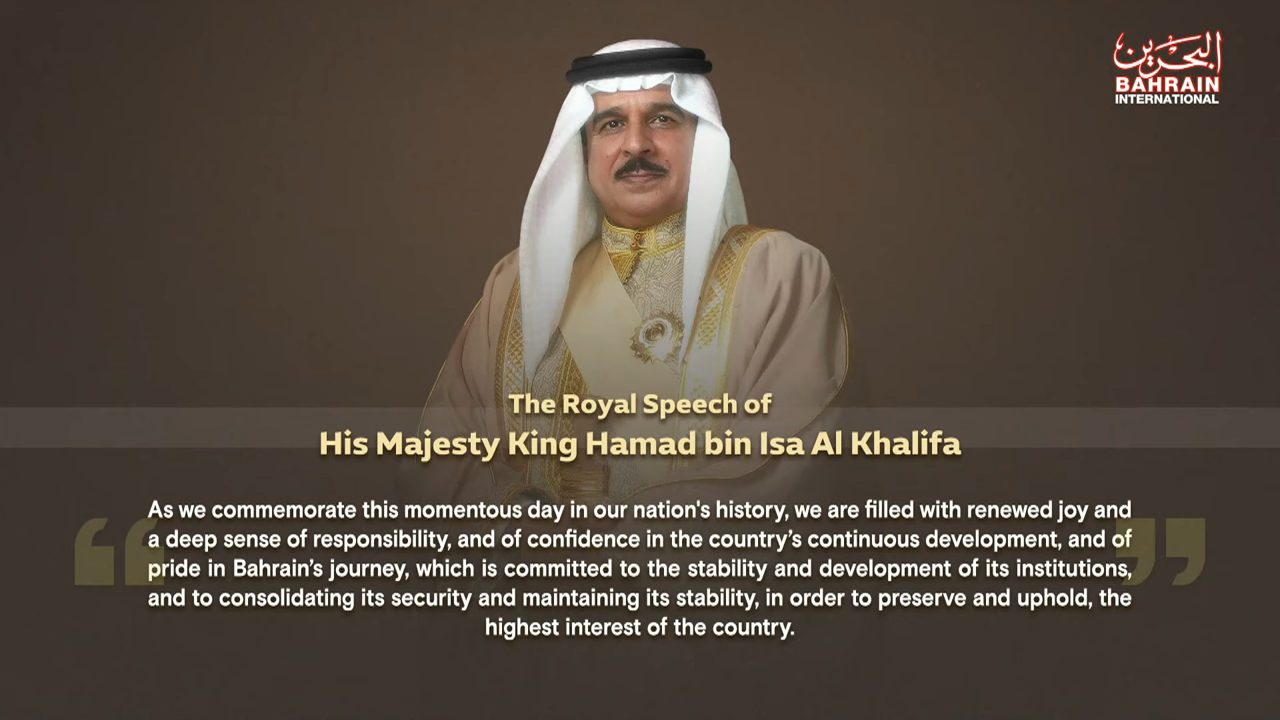 البحرين
BAHRAIN
INTERNATIONAL
The Royal Speech of
His Majesty King Hamad bin Isa Al Khalifa
“
As we commemorate this momentous day in our nation's history, we are filled with renewed joy and
a deep sense of responsibility, and of confidence in the country’s continuous development, and of
pride in Bahrain’s journey, which is committed to the stability and development of its institutions,
and to consolidating its security and maintaining its stability, in order to preserve and uphold, the
highest interest of the country.
”